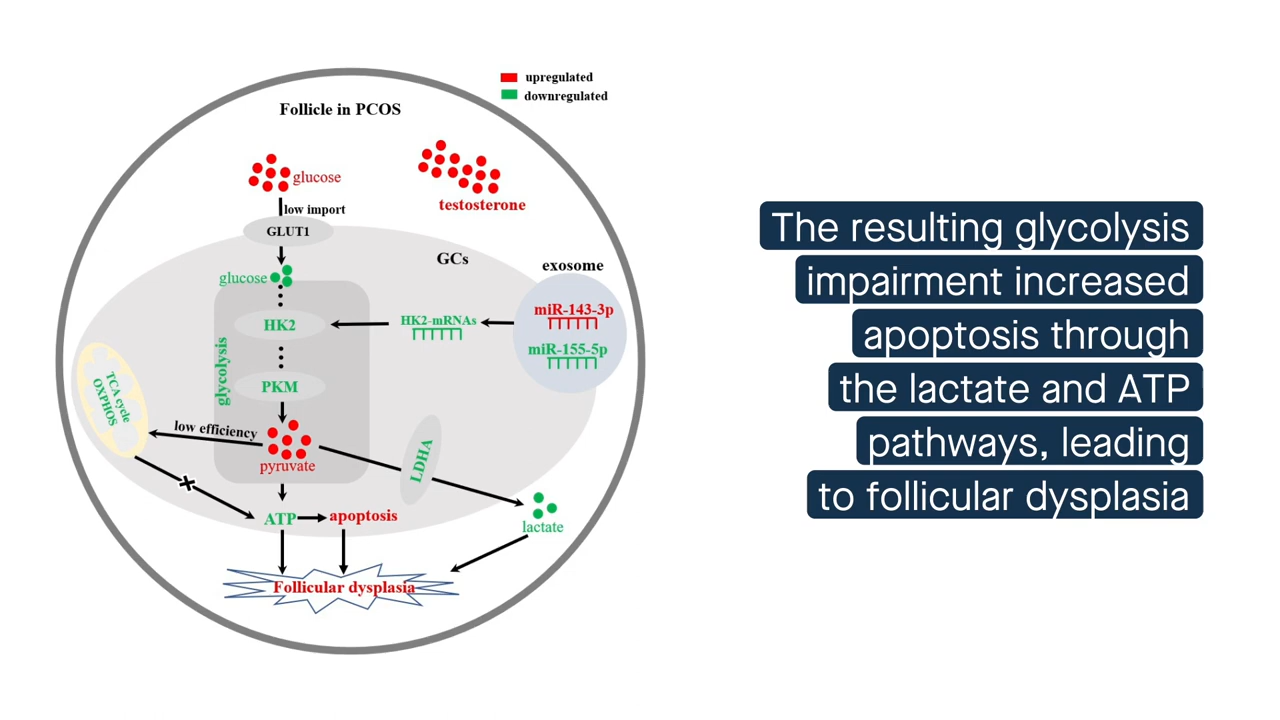 upregulated
downregulated
Follicle in PCOS
glucose
testosterone
low import
GLUT1
GCs
exosome
glucose
miR-143-3p
HK2
HK2-mRNAs
miR-155-5p
glycolysis
PKM
TCA cycle
OXPHOS
low efficiency
pyruvate
LDHA
ATP
apoptosis
lactate
Follicular dysplasia
The resulting glycolysis
impairment increased
apoptosis through
the lactate and ATP
pathways, leading
to follicular dysplasia